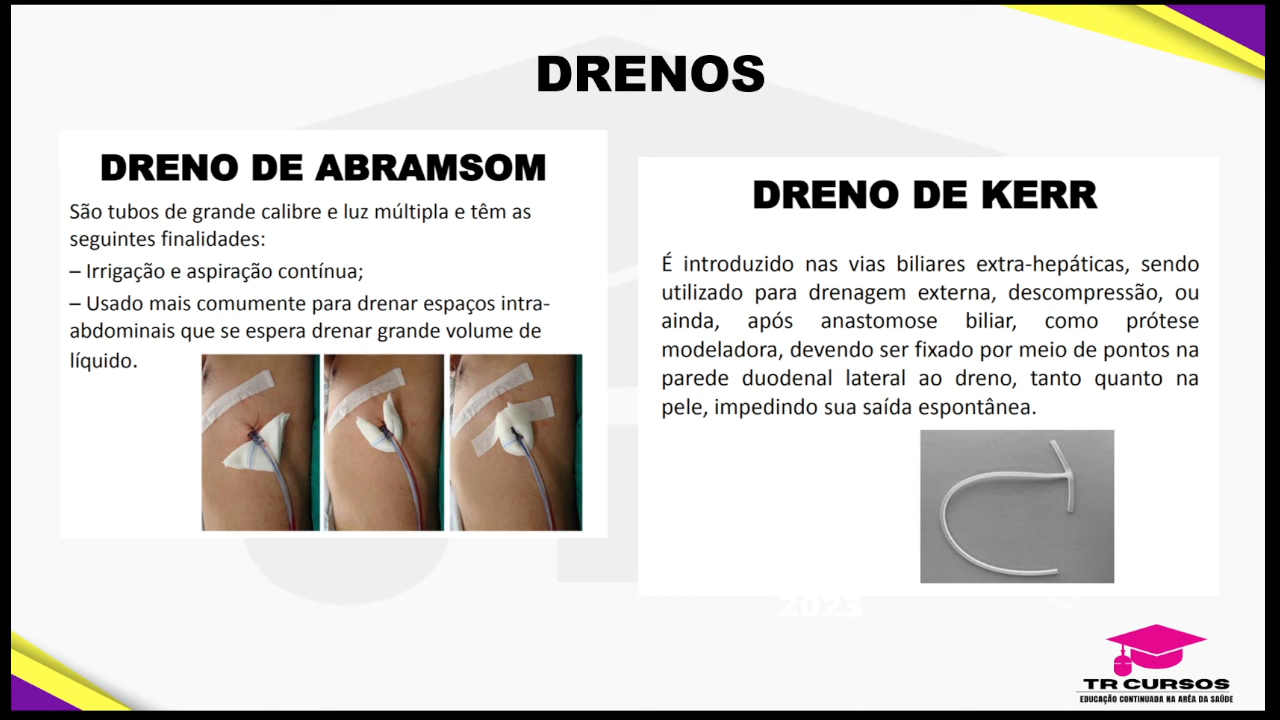 DRENOS
DRENO DE ABRAMSOM
São tubos de grande calibre e luz múltipla e têm as
seguintes finalidades:
– Irrigação e aspiração contínua;
– Usado mais comumente para drenar espaços intra-
abdominais que se espera drenar grande volume de
líquido.
DRENO DE KERR
É introduzido nas vias biliares extra-hepáticas, sendo
utilizado para drenagem externa, descompressão, ou
ainda, após anastomose biliar, como prótese
modeladora, devendo ser fixado por meio de pontos na
parede duodenal lateral ao dreno, tanto quanto na
pele, impedindo sua saída espontânea.
2023
TR CURSOS
EDUCAÇÃO CONTINUADA NA ARÊA DA SAÚDE